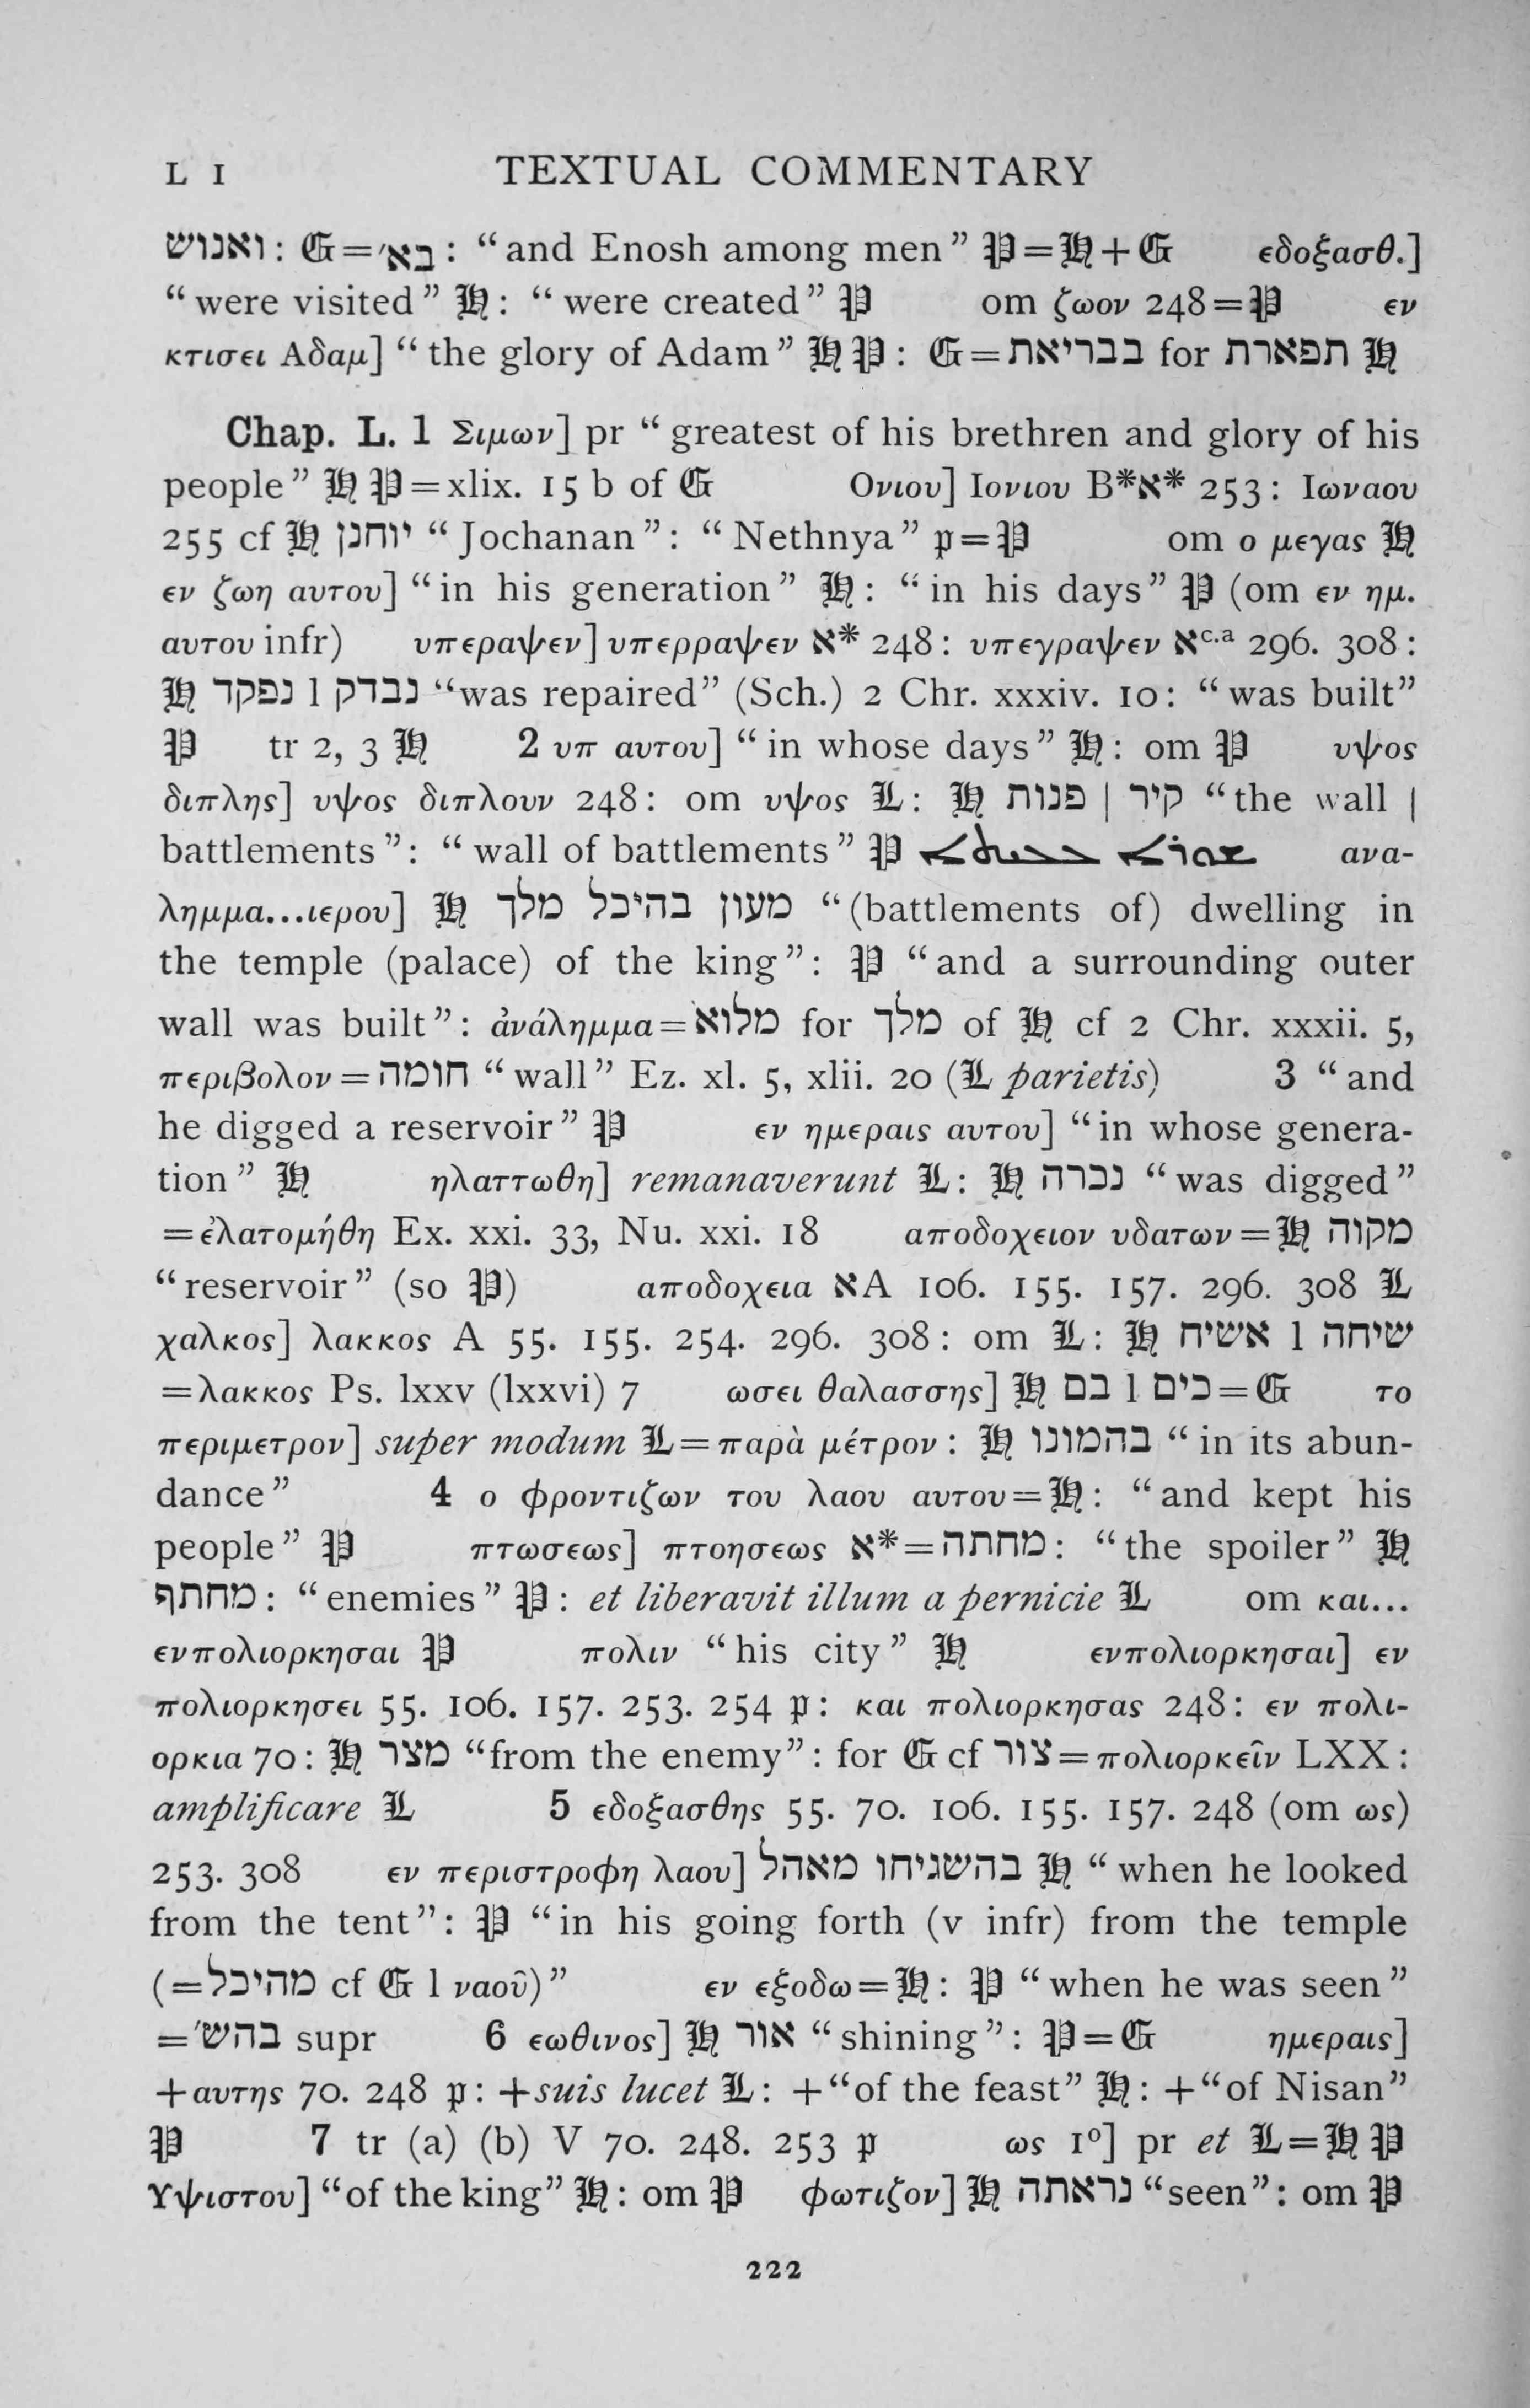 L 1 TEXTUAL COMMENTARY
ואנוש : 𝕲=בא׳ : “and Enosh among men” 𝕻=𝕳+𝕲 εδοξασθ.]
“were visited” 𝕳: “were created” 𝕻 om ζωον 248=𝕻 εν
κτισει Αδαμ] “the glory of Adam” 𝕳 𝕻: 𝕲=בבריאת for תפארת 𝕳
Chap. L. 1 Σιμων] pr “greatest of his brethren and glory of his
people” 𝕳 𝕻=xlix. 15 b of 𝕲 Ονιου] Ιονιου B*א* 253: Ιωναου
255 cf 𝕳 יוחנן “Jochanan”: “Nethnya” 𝖕=𝕻 om ο μεγας 𝕳
εν ζωη αυτου] “in his generation” 𝕳: “in his days” 𝕻 (om εν ημ.
αυτου infr) υπεραψεν] υπερραψεν א* 248: υπεγραψεν אc.a 296. 308:
𝕳 נפקד l נבדק “was repaired” (Sch.) 2 Chr. xxxiv. 10: “was built”
𝕻 tr 2, 3 𝕳 2 υπ αυτου] “in whose days” 𝕳: om 𝕻 υψος
διπλης] υψος διπλουν 248: om υψος 𝕷: 𝕳 קיר | פנות “the wall |
battlements”: “wall of battlements” 𝕻 ανα-
λημμα...ιερου] 𝕳 מעון בהיכל מלך “(battlements of) dwelling in
the temple (palace) of the king”: 𝕻 “and a surrounding outer
wall was built”: ἀνάλημμα=מלוא for מלך of 𝕳 cf 2 Chr. xxxii. 5,
περιβολον=חומה “wall” Ez. xl. 5, xlii. 20 (𝕷 parietis) 3 “and
he digged a reservoir” 𝕻 εν ημεραις αυτου] “in whose genera-
tion” 𝕳 ηλαττωθη] remanaverunt 𝕷: 𝕳 נכרה “was digged”
=ἐλατομήθη Ex. xxi. 33, Nu. xxi. 18 αποδοχειον υδατων=𝕳 מקוה
“reservoir” (so 𝕻) αποδοχεια אA 106. 155. 157. 296. 308 𝕷
χαλκος] λακκος A 55. 155. 254. 296. 308: om 𝕷: 𝕳 אשיח l שיחה
=λακκος Ps. lxxv (lxxvi) 7 ωσει θαλασσης] 𝕳 בם l כים=𝕲 το
περιμετρον] super modum 𝕷=παρὰ μέτρον: 𝕳 בהמונו “in its abun-
dance” 4 ο φροντιζων του λαου αυτου=𝕳: “and kept his
people” 𝕻 πτωσεως] πτοησεως א*=מחתה: “the spoiler” 𝕳
מחתף: “enemies” 𝕻: et liberavit illum a pernicie 𝕷 om και...
ενπολιορκησαι 𝕻 πολιν “his city” 𝕳 ενπολιορκησαι] εν
πολιορκησει 55. 106. 157. 253. 254 𝖕: και πολιορκησας 248: εν πολι-
ορκια 70: 𝕳 מצר “from the enemy”: for 𝕲 cf צור=πολιορκεῖν LXX:
amplificare 𝕷 5 εδοξασθης 55. 70. 106. 155. 157. 248 (om ως)
253. 308 εν περιστροφη λαου] בהשגיחו מאהל 𝕳 “when he looked
from the tent”: 𝕻 “in his going forth (v infr) from the temple
(=מהיכל cf 𝕲 l ναοῦ)” εν εξοδω=𝕳: 𝕻 “when he was seen”
=בהש׳ supr 6 εωθινος] 𝕳 אור “shining”: 𝕻=𝕲 ημεραις]
+αυτης 70. 248 𝖕: +suis lucet 𝕷: +“of the feast” 𝕳: +“of Nisan”
𝕻 7 tr (a) (b) V 70. 248. 253 𝖕 ως 1º] pr et 𝕷=𝕳 𝕻
Υψιστου] “of the king” 𝕳: om 𝕻 φωτιζον] 𝕳 נראתה “seen”: om 𝕻
222